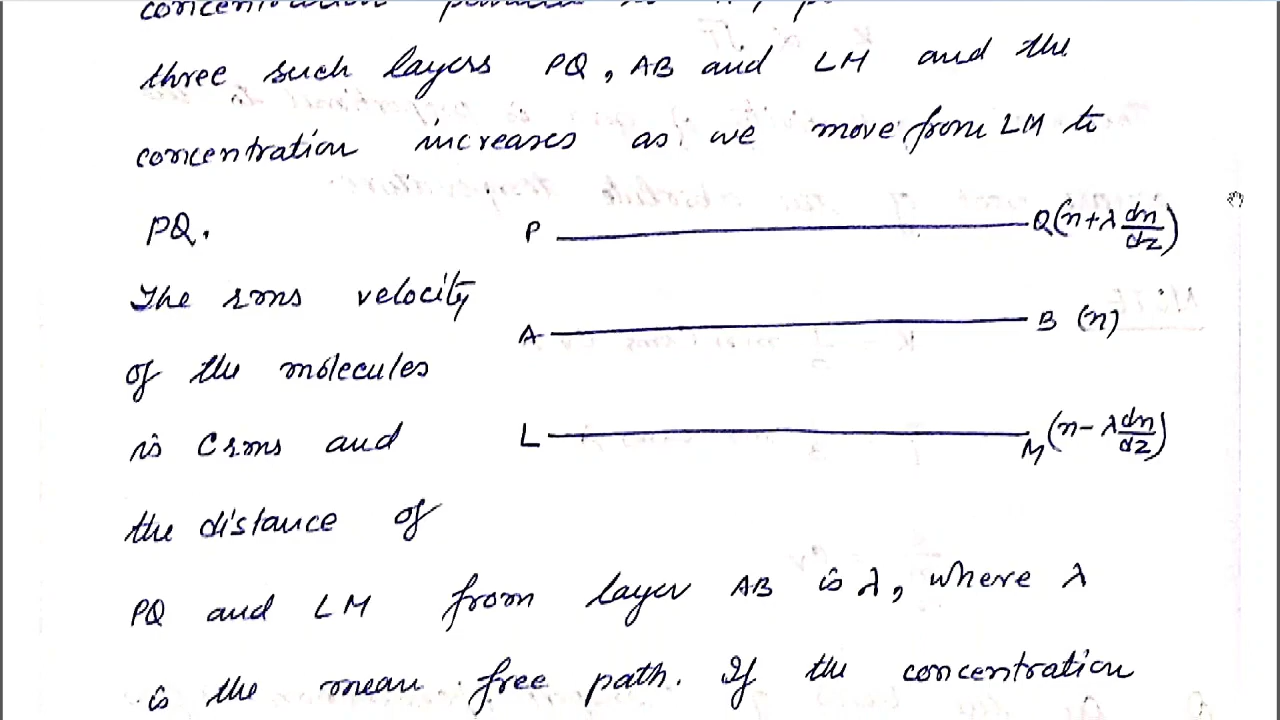 concentration
three such layers PQ, AB and LM and the
concentration increases as we move from LM to
PQ.
P Q (n+λ dn/dz)
The rms velocity
A B (n)
of the molecules
is Crms and
L M (n-λ dn/dz)
the distance of
PQ and LM from layer AB is λ, where λ
is the mean free path. If the concentration